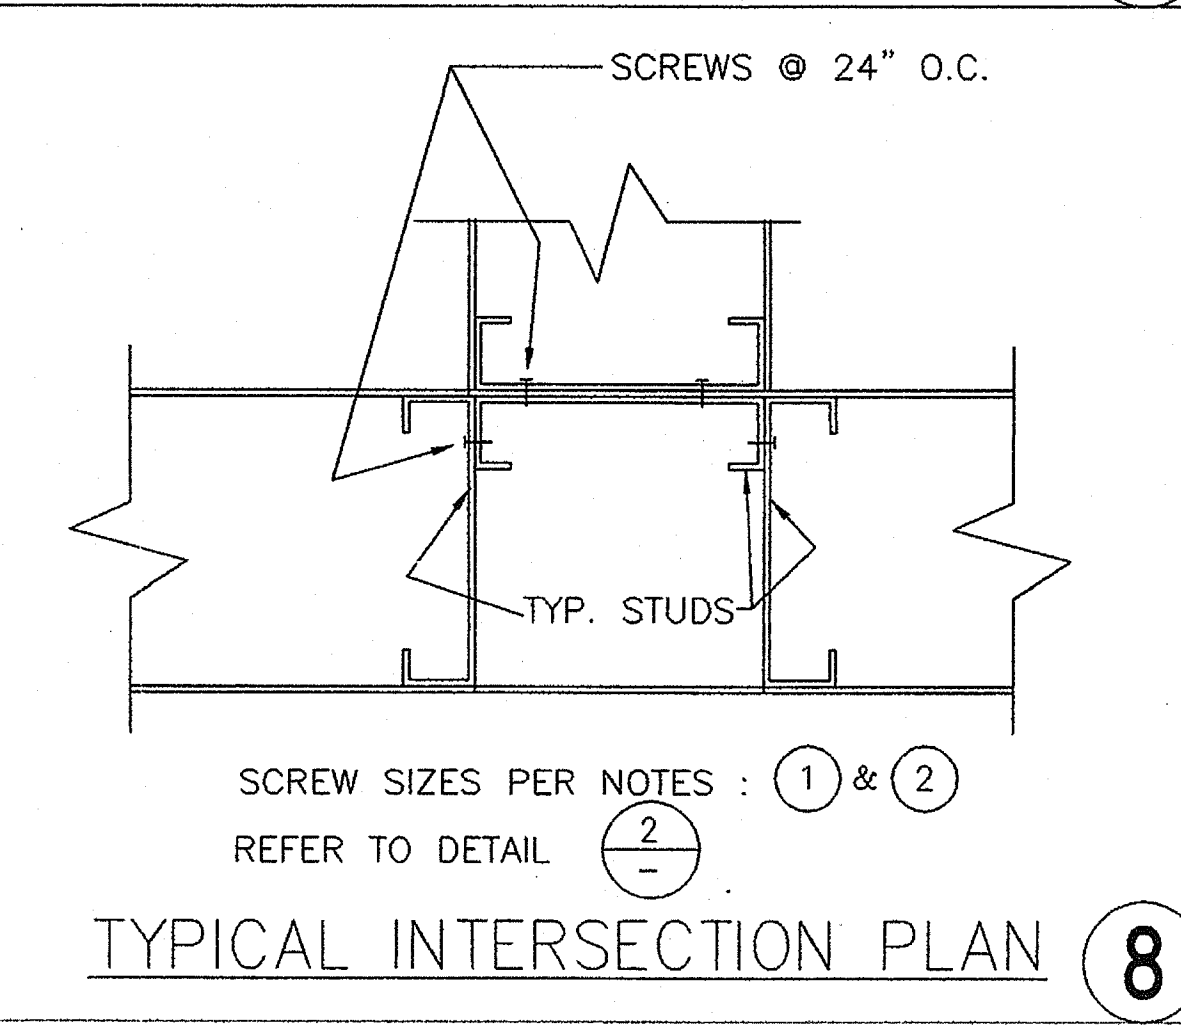 SCREWS @ 24" O.C.
TYP. STUDS
SCREW SIZES PER NOTES : 1 & 2
REFER TO DETAIL 2
–
TYPICAL INTERSECTION PLAN 8